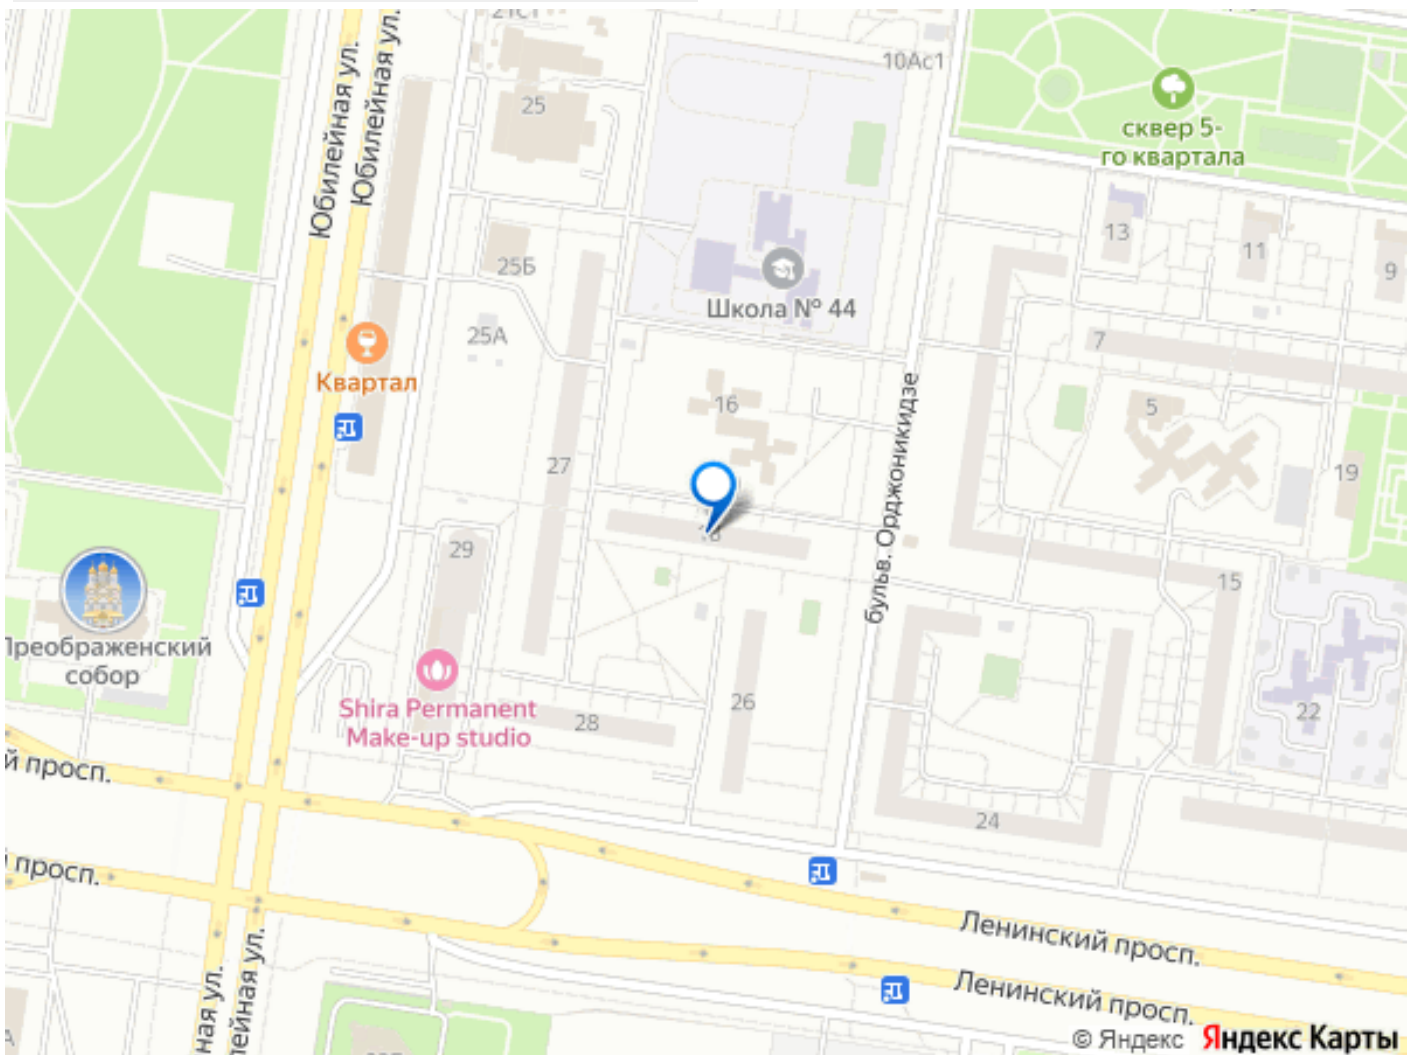 21с1
Юбилейная ул.
Юбилейная ул.
25
10Ас1
сквер 5-
го квартала
13
11
9
25Б
Школа № 44
25А
7
Квартал
16
5
бульв. Орджоникидзе
27
19
29
15
Преображенский
собор
Shira Permanent
Make-up studio
28
26
22
24
й просп.
просп.
Ленинский просп.
Ленинский просп.
ная ул.
лейная ул.
© Яндекс Яндекс Карты